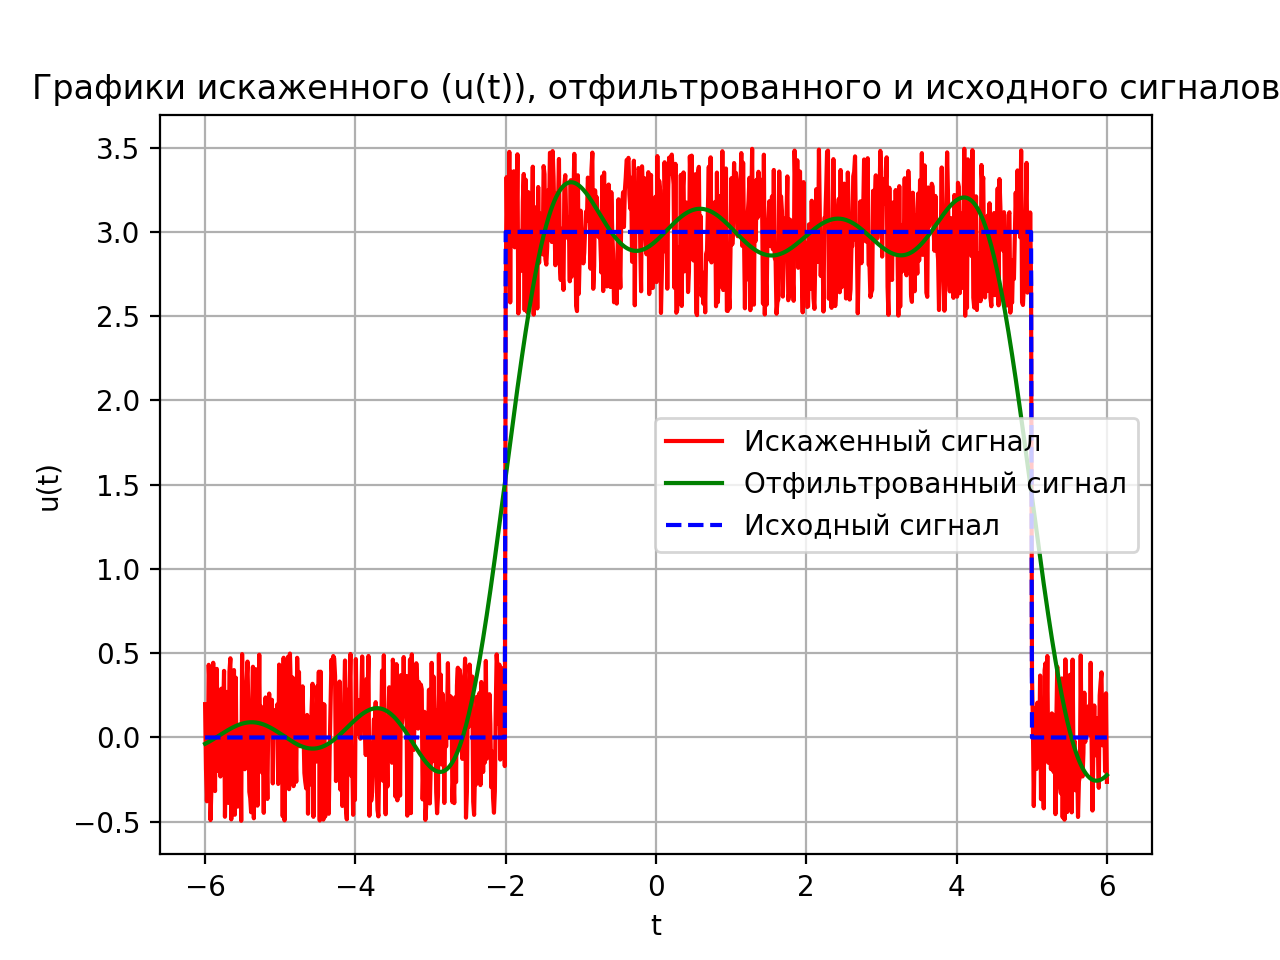 Графики искаженного (u(t)), отфильтрованного и исходного сигналов
3.5
3.0
2.5
2.0
1.5
1.0
0.5
0.0
−0.5
u(t)
Искаженный сигнал
Отфильтрованный сигнал
Исходный сигнал
−6 −4 −2 0 2 4 6
t